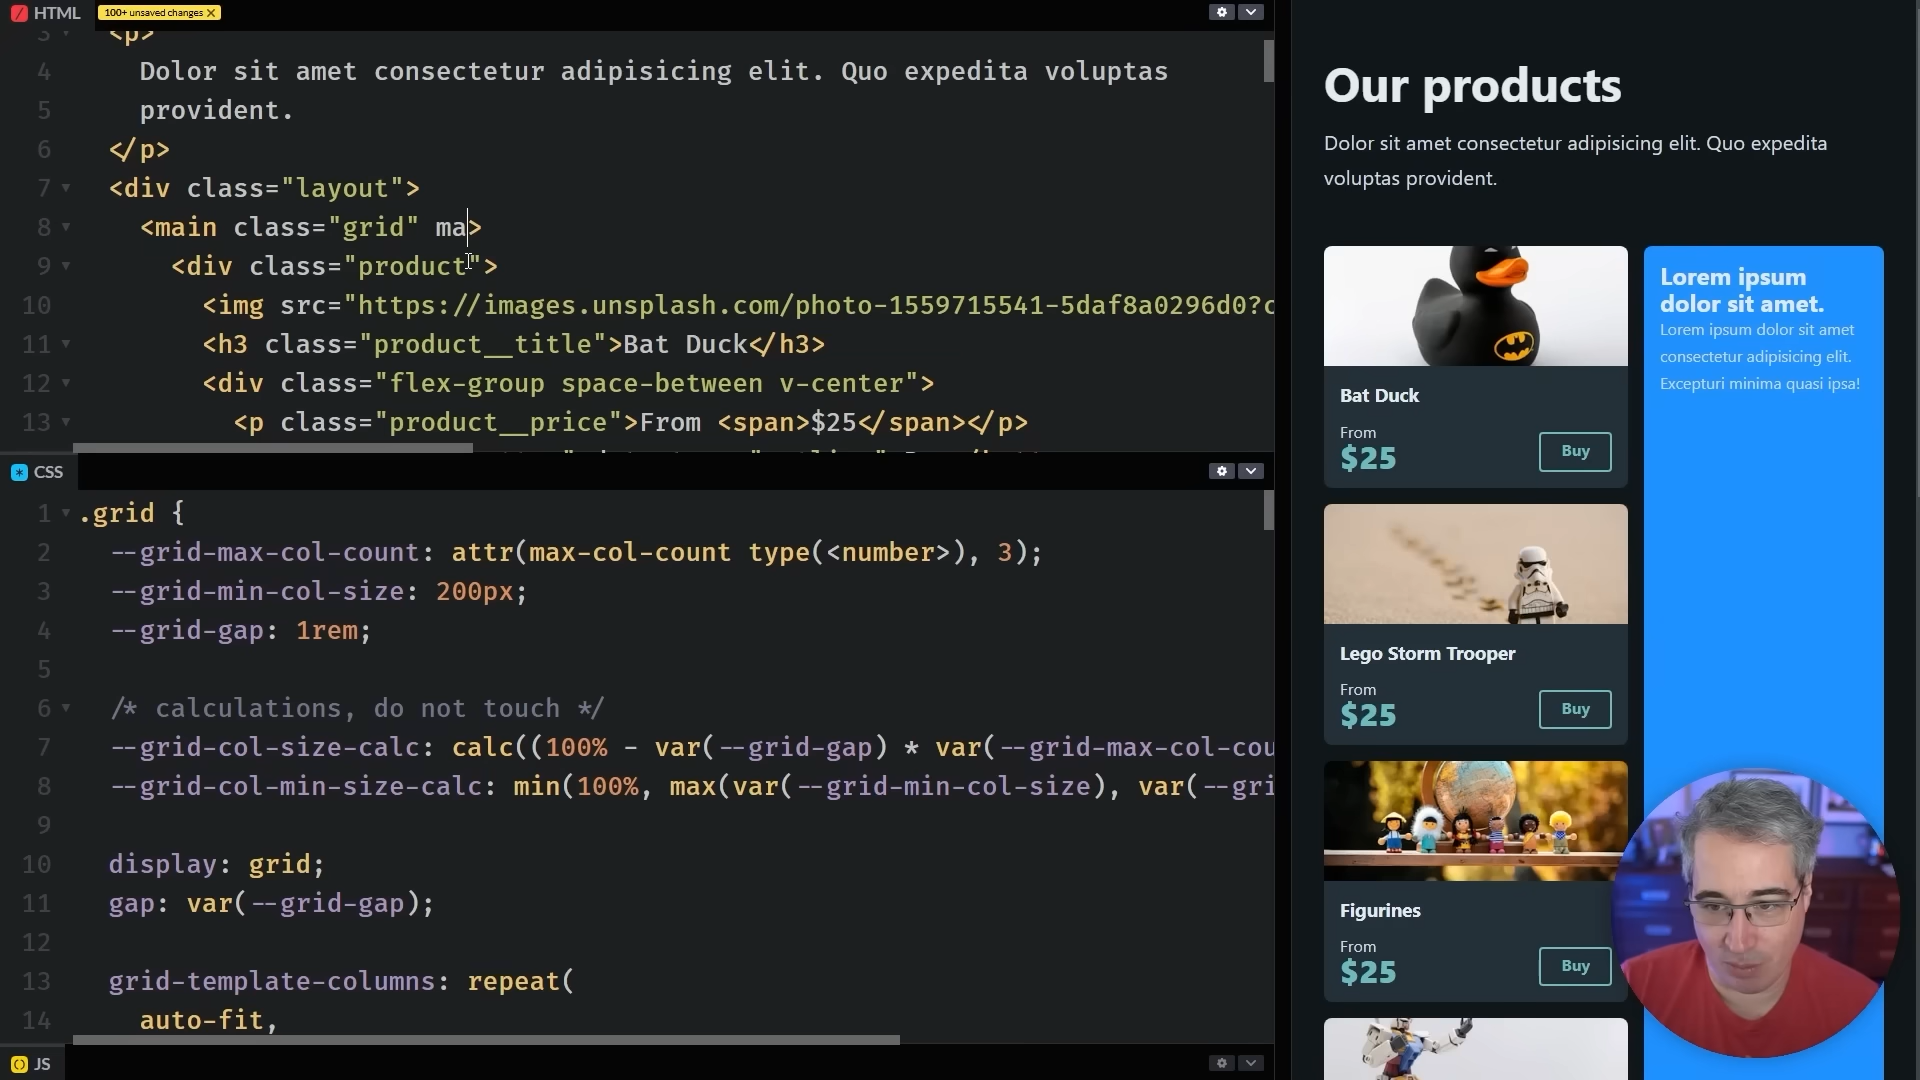 HTML
100+ unsaved changes X
3 <p>
4 Dolor sit amet consectetur adipisicing elit. Quo expedita voluptas
5 provident.
6 </p>
7 <div class="layout">
8 <main class="grid" ma>
9 <div class="product">
10 <img src="https://images.unsplash.com/photo-1559715541-5daf8a0296d0?c
11 <h3 class="product__title">Bat Duck</h3>
12 <div class="flex-group space-between v-center">
13 <p class="product__price">From <span>$25</span></p>
CSS
1 .grid {
2 --grid-max-col-count: attr(max-col-count type(<number>), 3);
3 --grid-min-col-size: 200px;
4 --grid-gap: 1rem;
5
6 /* calculations, do not touch */
7 --grid-col-size-calc: calc((100% - var(--grid-gap) * var(--grid-max-col-cou
8 --grid-col-min-size-calc: min(100%, max(var(--grid-min-col-size), var(--gri
9
10 display: grid;
11 gap: var(--grid-gap);
12
13 grid-template-columns: repeat(
14 auto-fit,
JS
Our products
Dolor sit amet consectetur adipisicing elit. Quo expedita
voluptas provident.
Bat Duck
From
$25
Buy
Lego Storm Trooper
From
$25
Buy
Figurines
From
$25
Buy
Lorem ipsum
dolor sit amet.
Lorem ipsum dolor sit amet
consectetur adipisicing elit.
Excepturi minima quasi ipsa!